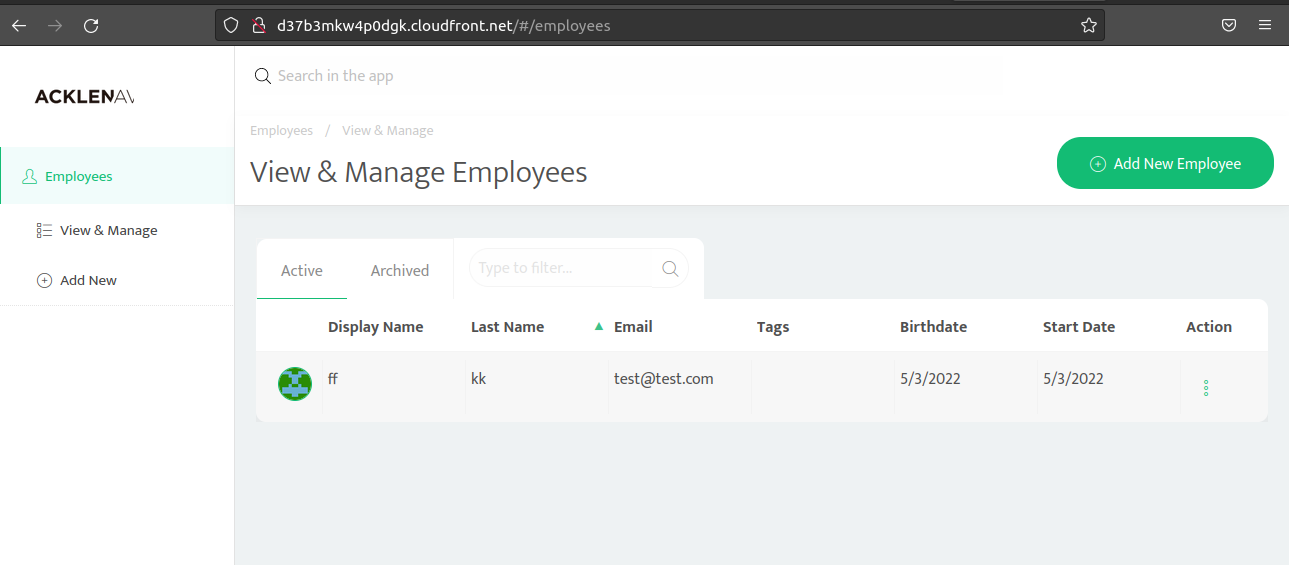 d37b3mkw4p0dgk.cloudfront.net/#/employees
ACKLENAV
Search in the app
Employees / View & Manage
View & Manage Employees
Add New Employee
Employees
View & Manage
Add New
Active Archived Type to filter...
Display Name Last Name Email Tags Birthdate Start Date Action
ff kk test@test.com 5/3/2022 5/3/2022